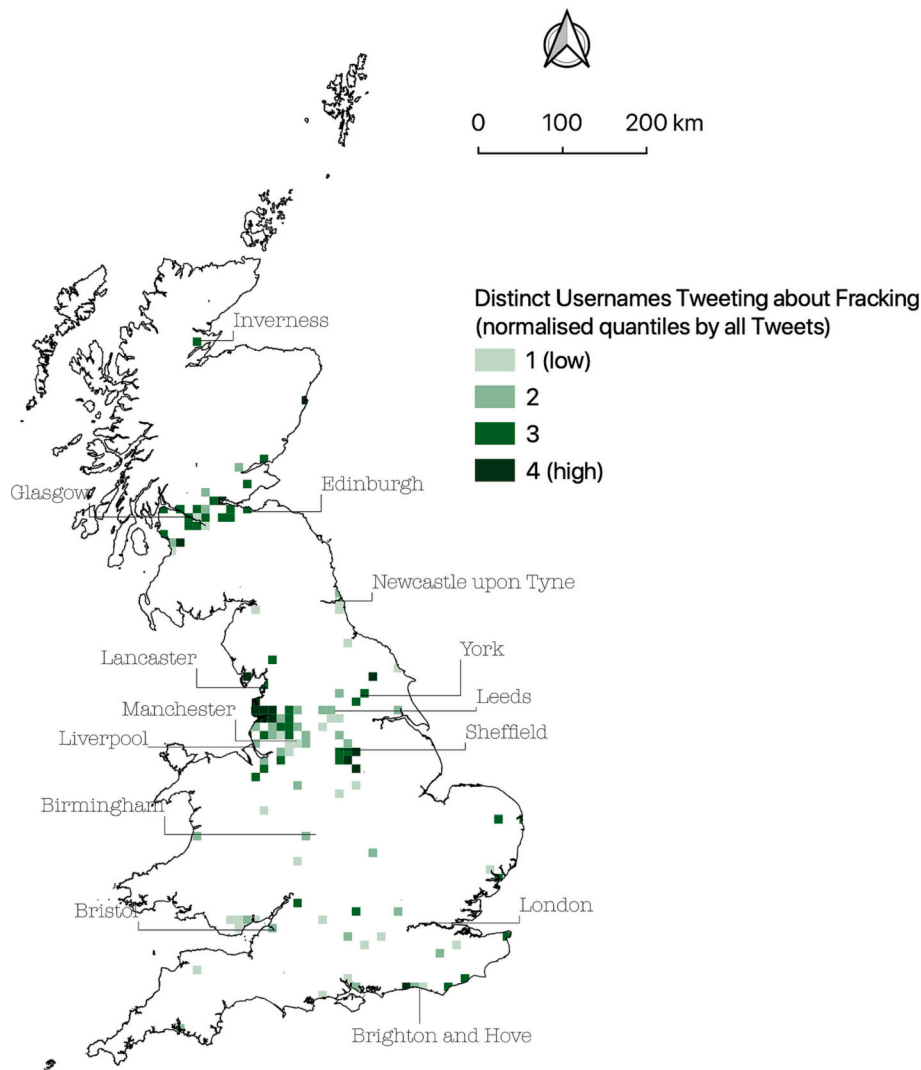 0 100 200 km
Distinct Usernames Tweeting about Fracking
(normalised quantiles by all Tweets)
1 (low)
2
3
4 (high)
Inverness
Glasgow
Edinburgh
Newcastle upon Tyne
York
Lancaster
Leeds
Manchester
Sheffield
Liverpool
Birmingham
London
Bristol
Brighton and Hove